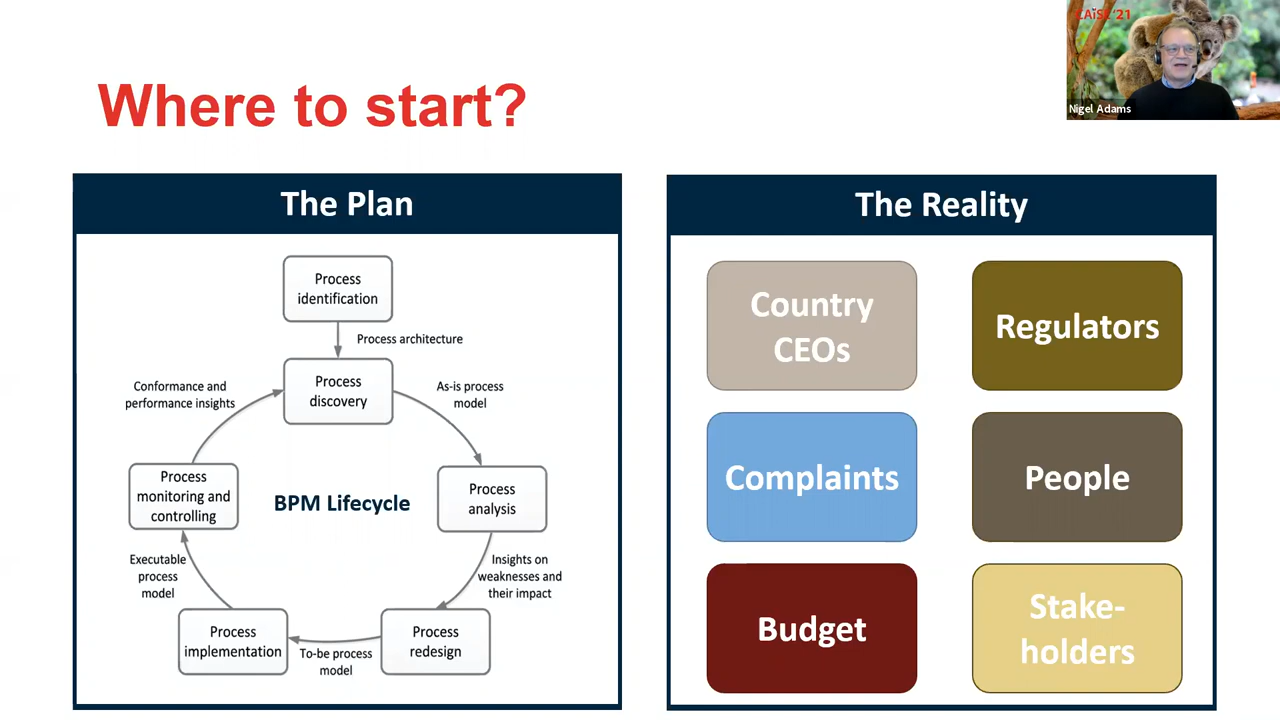 CAiSE'21
Nigel Adams
Where to start?
The Plan
Process
identification
Process architecture
Process
discovery
As-is process
model
Process
analysis
Insights on
weaknesses and
their impact
Process
redesign
To-be process
model
Process
implementation
Executable
process
model
Process
monitoring and
controlling
Conformance and
performance insights
BPM Lifecycle
The Reality
Country
CEOs
Regulators
Complaints
People
Budget
Stake-
holders